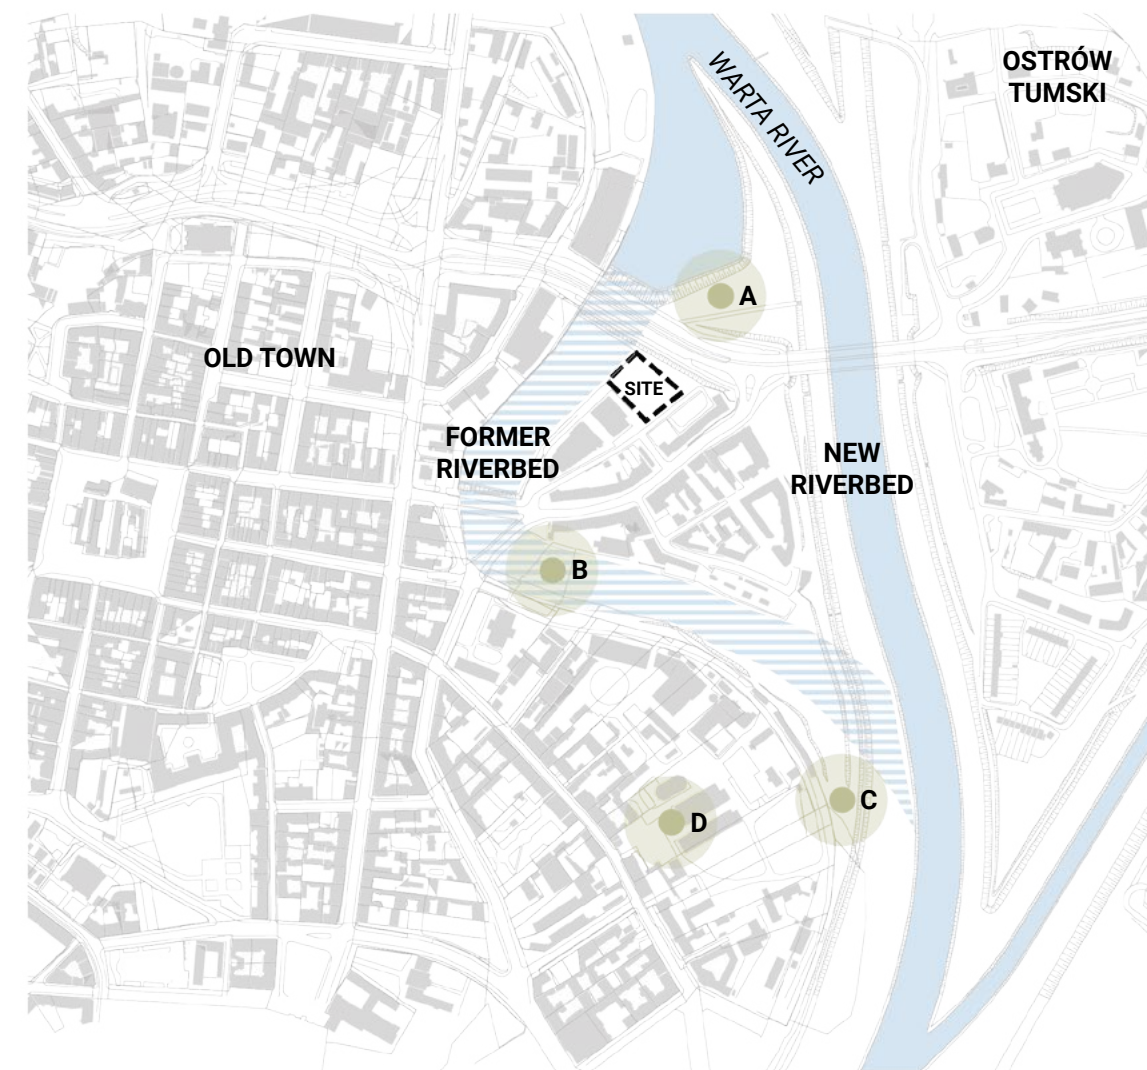 OSTRÓW
TUMSKI
WARTA RIVER
A
OLD TOWN
SITE
FORMER
RIVERBED
NEW
RIVERBED
B
C
D